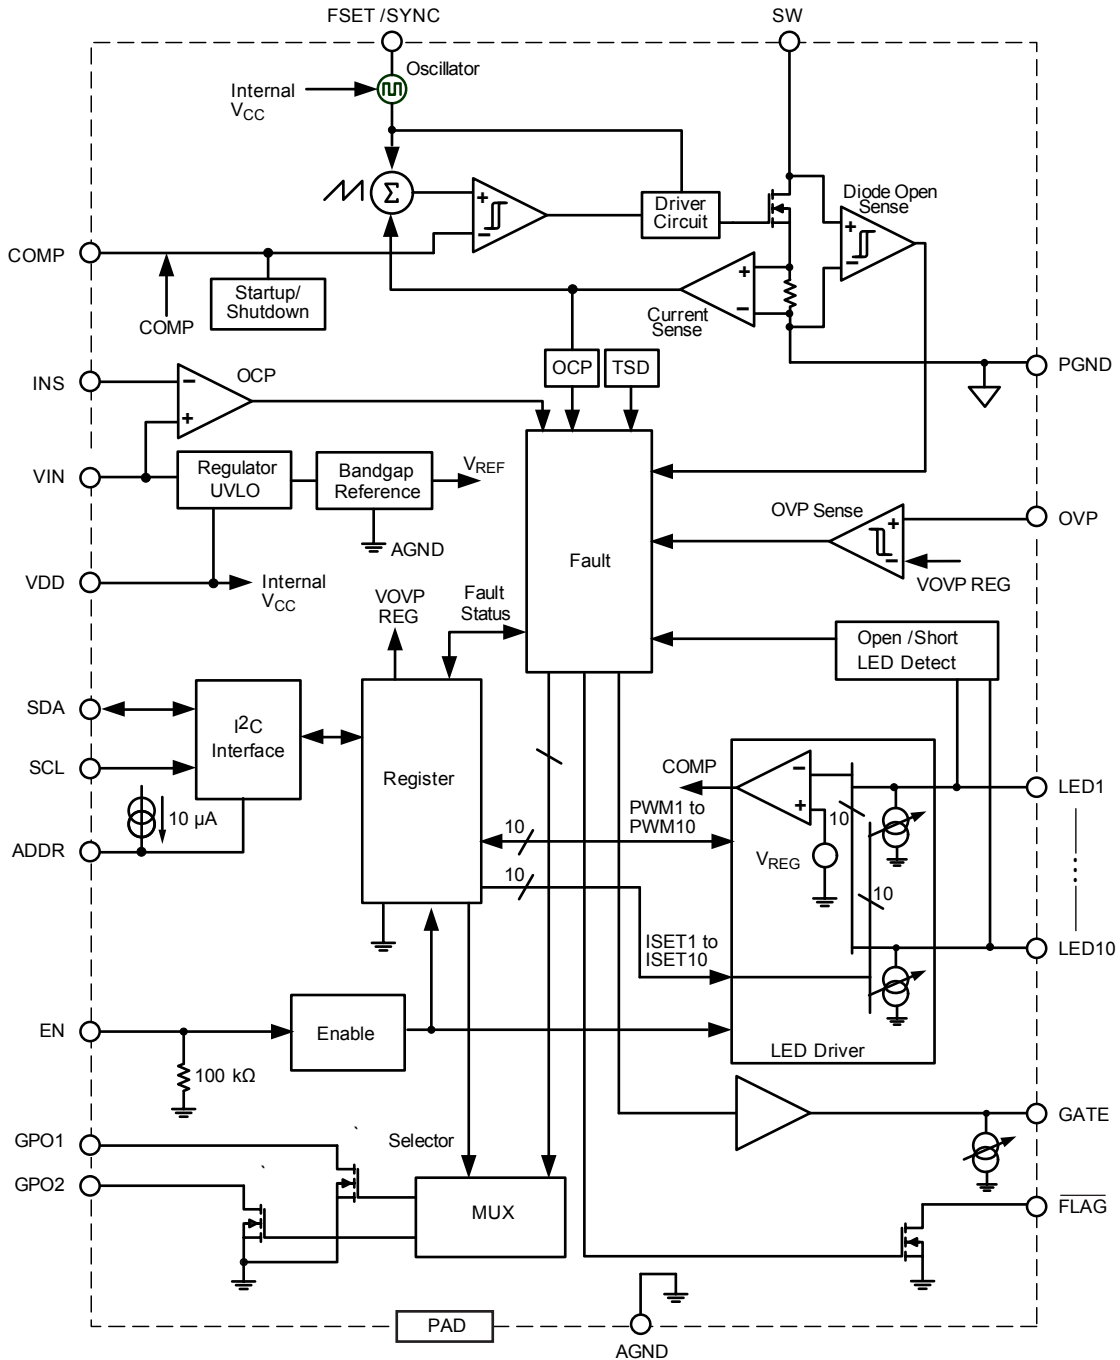 FSET /SYNC
SW
Oscillator
Internal
VCC
Σ
+
−
Driver
Circuit
Diode Open
Sense
+
−
COMP
Startup/
Shutdown
COMP
+
−
Current
Sense
OCP
TSD
PGND
INS
−
+
OCP
VIN
Regulator
UVLO
Bandgap
Reference
VREF
AGND
VDD
Internal
VCC
Fault
OVP Sense
+
−
OVP
VOVP REG
VOVP
REG
Fault
Status
Open /Short
LED Detect
SDA
I2C
Interface
SCL
10 µA
ADDR
Register
COMP
−
+
LED1
PWM1 to
PWM10
10
10
VREG
10
10
ISET1 to
ISET10
LED10
EN
Enable
100 kΩ
LED Driver
GATE
GPO1
Selector
GPO2
MUX
FLAG
PAD
AGND